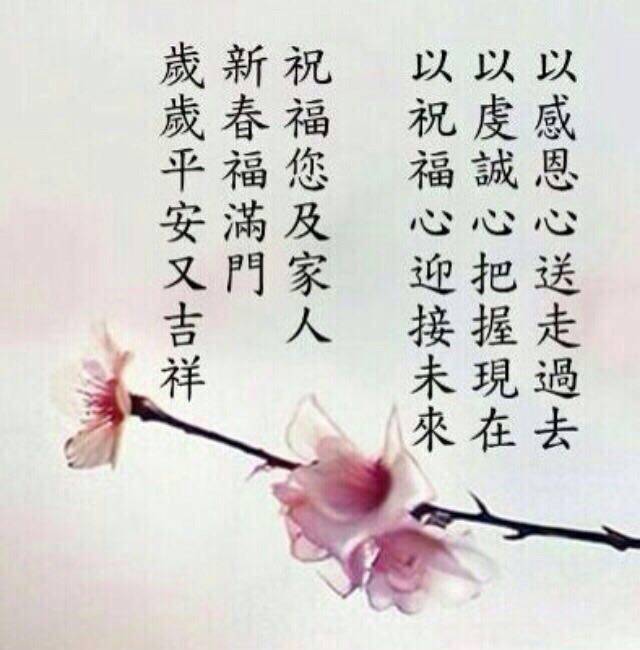 以感恩心送走過去
以虔誠心把握現在
以祝福心迎接未來
祝福您及家人
新春福滿門
歲歲平安又吉祥